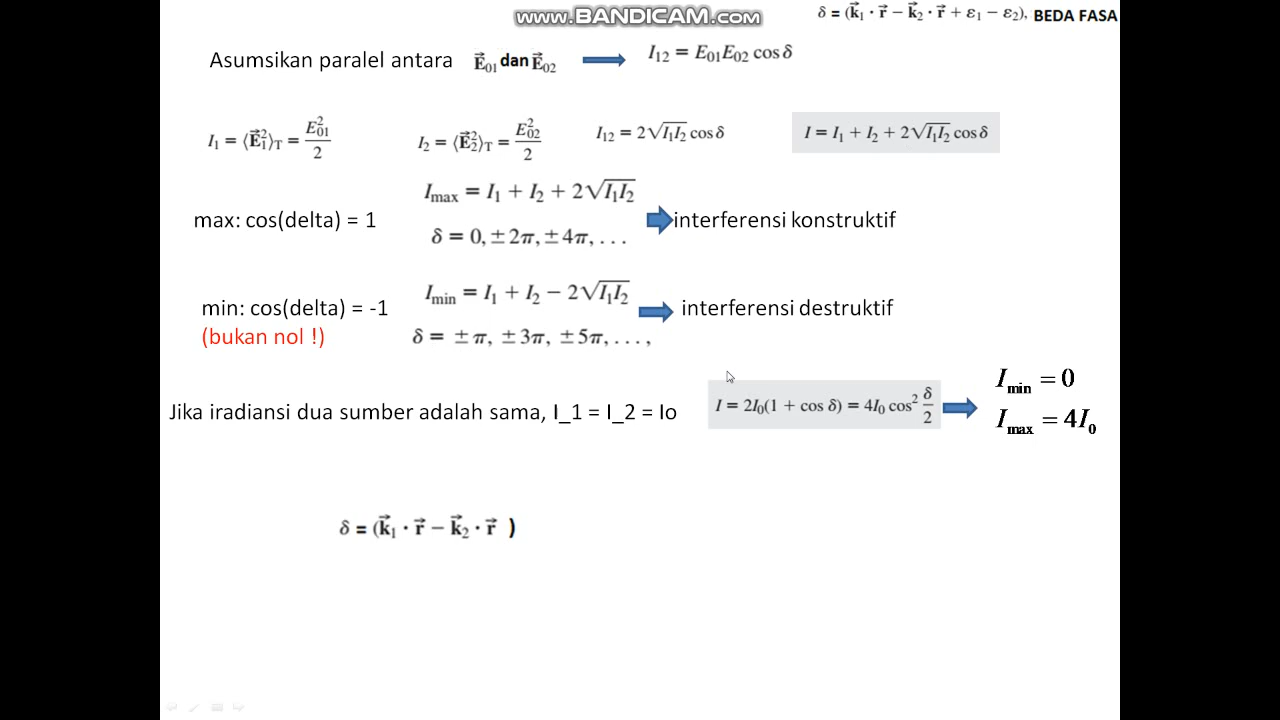 www.BANDICAM.com
δ = (k⃗₁ · r⃗ − k⃗₂ · r⃗ + ε₁ − ε₂), BEDA FASA
Asumsikan paralel antara E⃗₀₁ dan E⃗₀₂ I₁₂ = E₀₁E₀₂ cos δ
I₁ = ⟨E⃗₁²⟩_T = E₀₁²/2 I₂ = ⟨E⃗₂²⟩_T = E₀₂²/2 I₁₂ = 2√(I₁I₂) cos δ I = I₁ + I₂ + 2√(I₁I₂) cos δ
I_max = I₁ + I₂ + 2√(I₁I₂)
max: cos(delta) = 1 interferensi konstruktif
δ = 0, ±2π, ±4π, . . .
I_min = I₁ + I₂ − 2√(I₁I₂)
min: cos(delta) = -1 interferensi destruktif
(bukan nol !) δ = ±π, ±3π, ±5π, . . . ,
I_min = 0
Jika iradiansi dua sumber adalah sama, I_1 = I_2 = Io I = 2I₀(1 + cos δ) = 4I₀ cos² δ/2
I_max = 4I₀
δ = (k⃗₁ · r⃗ − k⃗₂ · r⃗ )